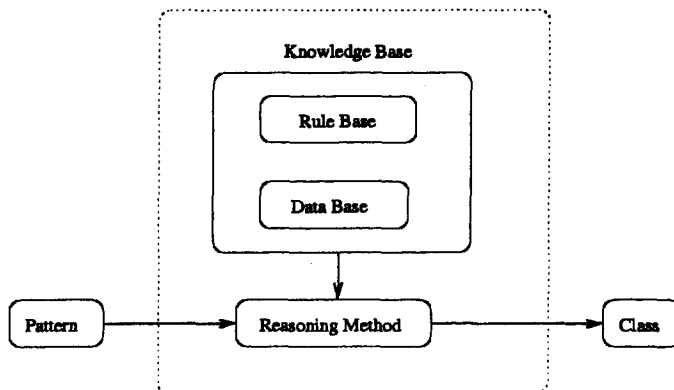 Knowledge Base
Rule Base
Data Base
Pattern
Reasoning Method
Class